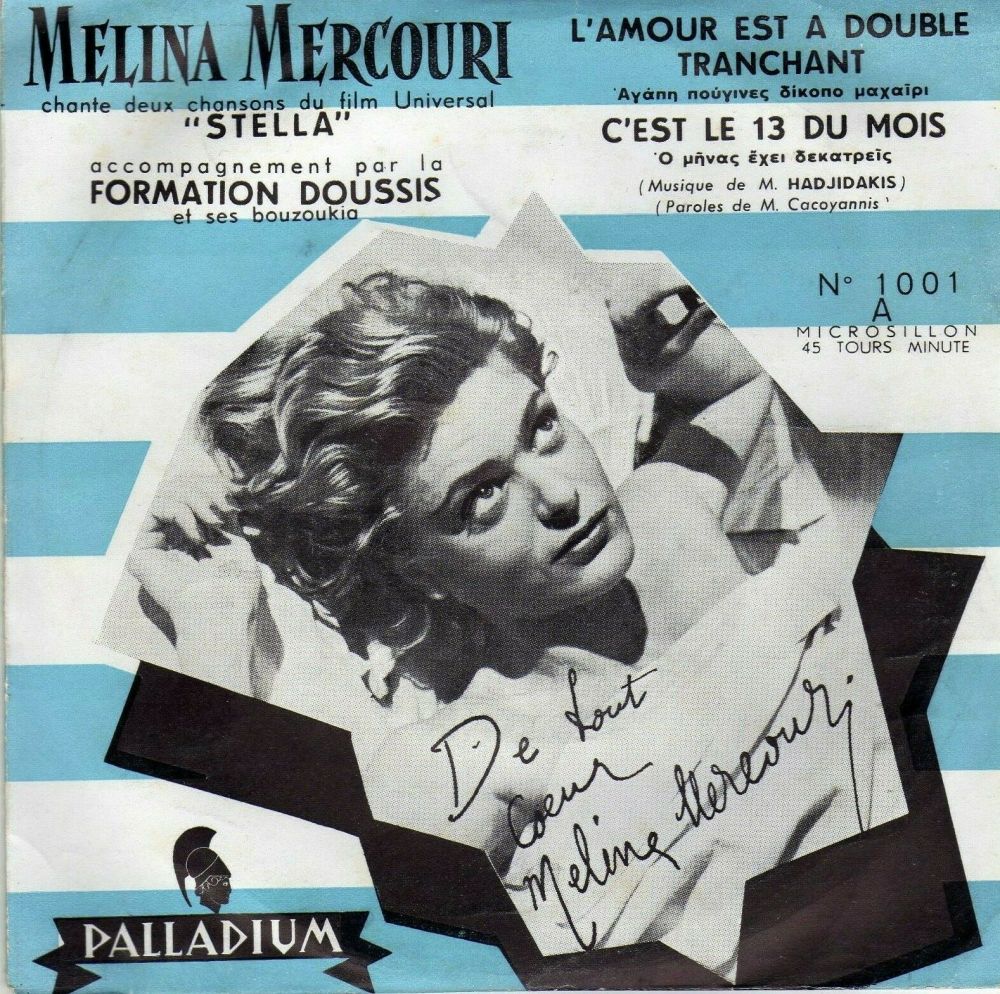 MELINA MERCOURI
chante deux chansons du film Universal
"STELLA"
accompagnement par la
FORMATION DOUSSIS
et ses bouzoukia
L'AMOUR EST A DOUBLE
TRANCHANT
Ἀγάπη πούγινες δίκοπο μαχαῖρι
C'EST LE 13 DU MOIS
Ὁ μῆνας ἔχει δεκατρεῖς
(Musique de M. HADJIDAKIS)
(Paroles de M. Cacoyannis'
N° 1001
A
MICROSILLON
45 TOURS MINUTE
De tout
Coeur
Melina Mercouri
PALLADIUM